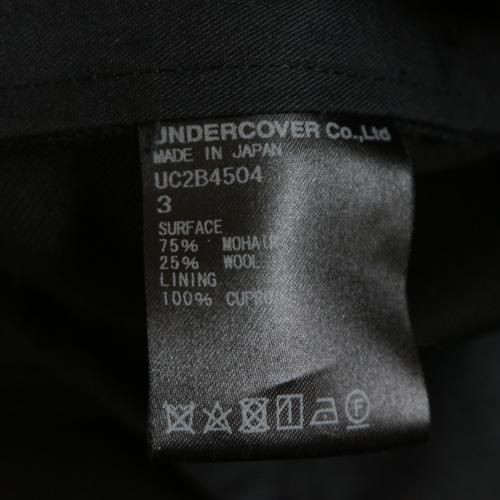 UNDERCOVER Co.,Ltd
MADE IN JAPAN
UC2B4504
3
SURFACE
75% MOHAIR
25% WOOL
LINING
100% CUPRO
F